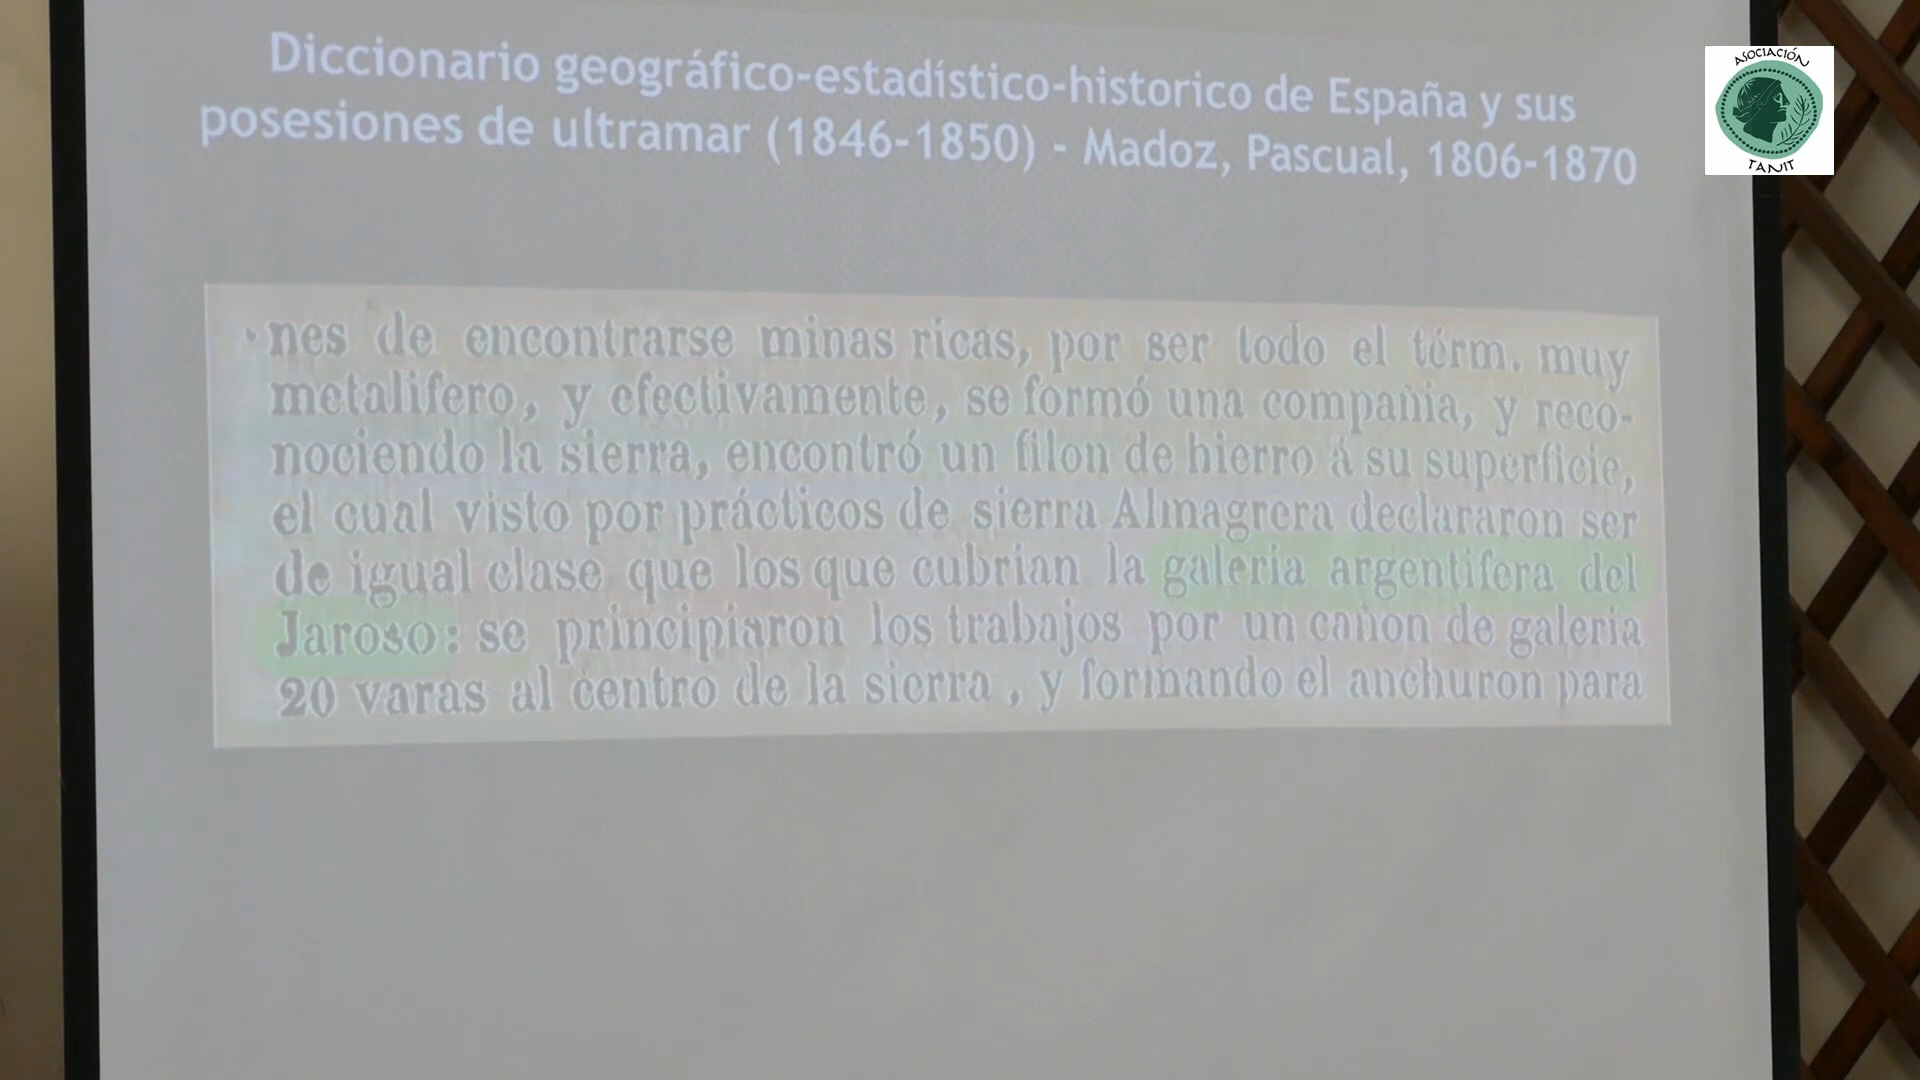 Diccionario geográfico-estadístico-historico de España y sus
posesiones de ultramar (1846-1850) - Madoz, Pascual, 1806-1870
ASOCIACIÓN
TANIT
nes de encontrarse minas ricas, por ser todo el térm. muy
metalifero, y efectivamente, se formó una compañia, y reco-
nociendo la sierra, encontró un filon de hierro á su superficie,
el cual visto por prácticos de sierra Almagrera declararon ser
de igual clase que los que cubrian la galeria argentifera del
Jaroso: se principiaron los trabajos por un cañon de galeria
20 varas al centro de la sierra, y formando el anchuron para